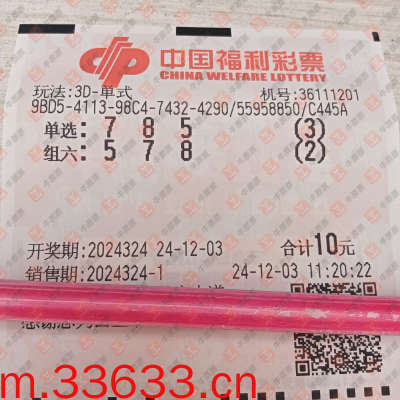 中国福利彩票
CHINA WELFARE LOTTERY
玩法:3D-单式 机号:36111201
9BD5-4113-98C4-7432-4290/55958850/C445A
单选: 7 8 5 (3)
组六: 5 7 8 (2)
开奖期:2024324 24-12-03 合计10元
销售期:2024324-1 24-12-03 11:20:22
m.33633.cn